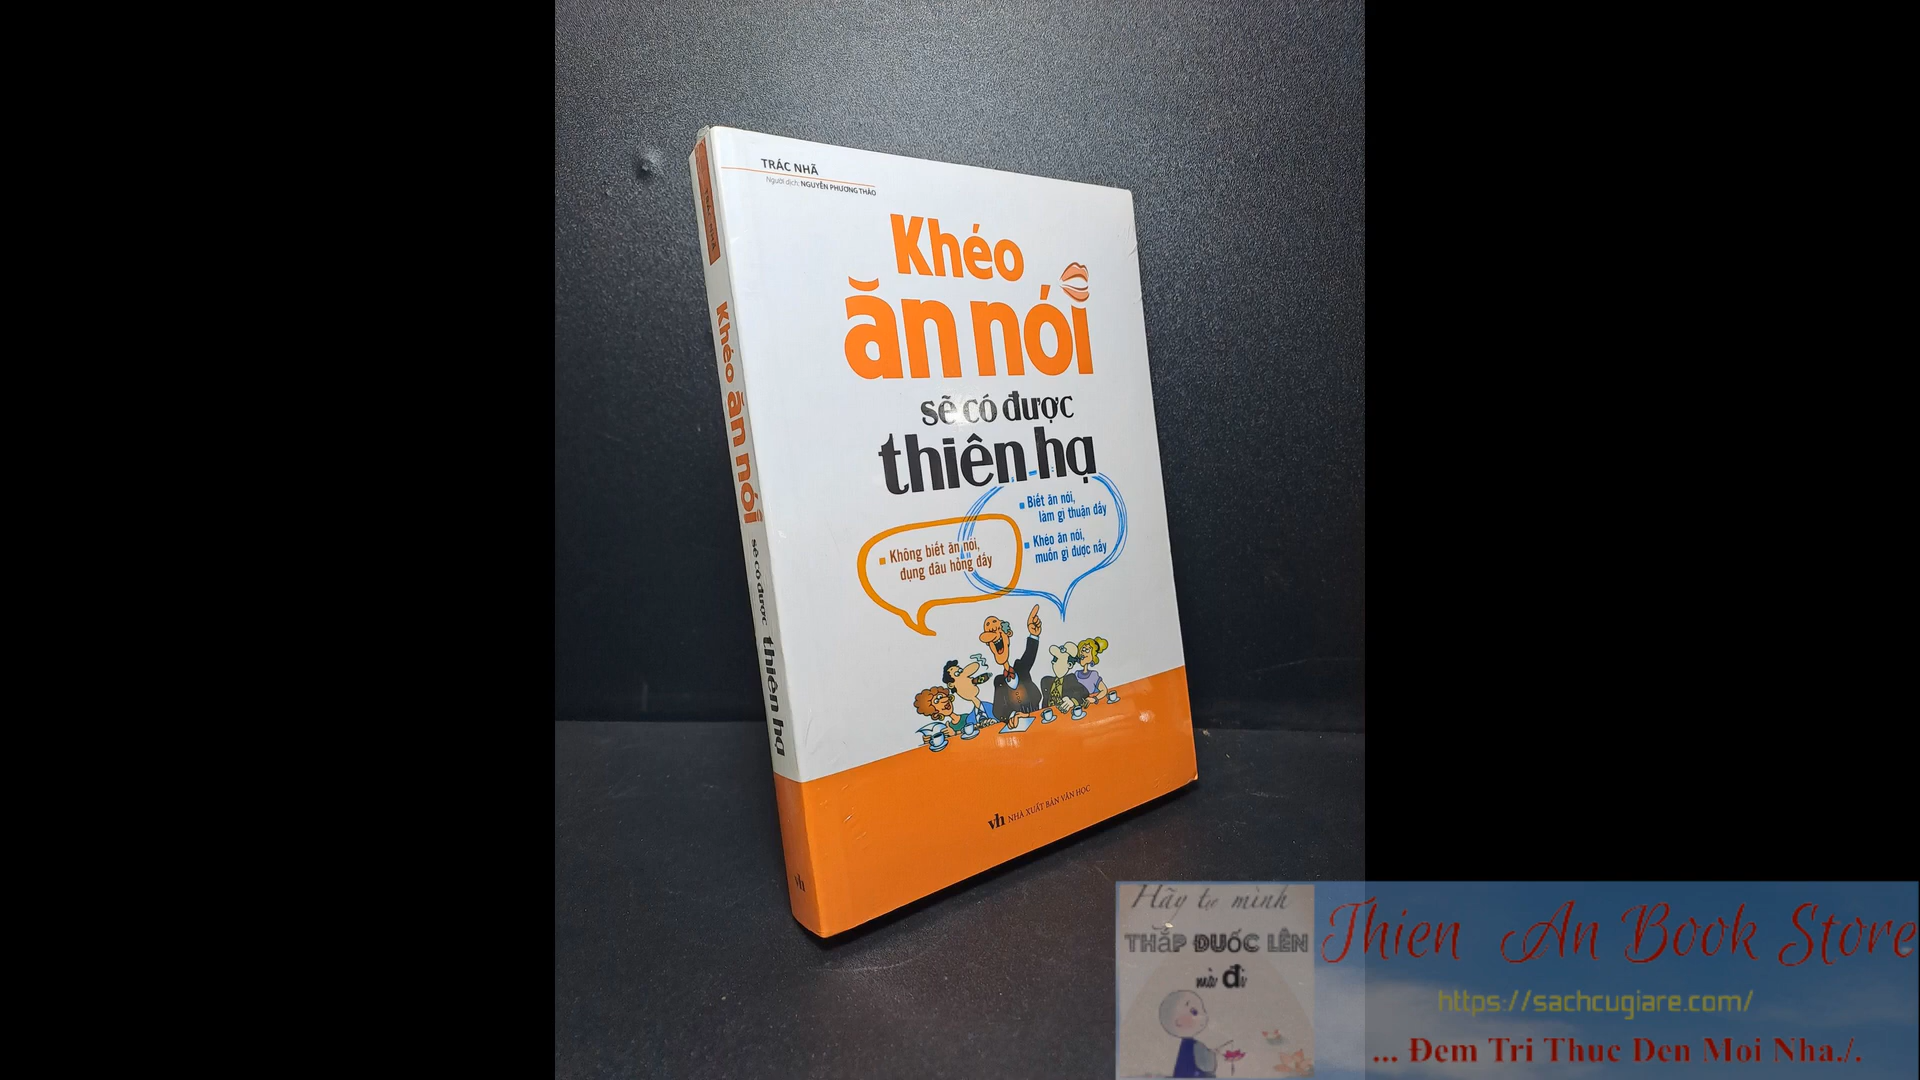 TRÁC NHÃ
Người dịch: NGUYỄN PHƯƠNG THẢO
Khéo
ăn nói
sẽ có được
thiên hạ
Biết ăn nói,
làm gì thuận đấy
Khéo ăn nói,
muốn gì được nấy
Không biết ăn nói,
đụng đâu hỏng đấy
vh NHÀ XUẤT BẢN VĂN HỌC
Khéo ăn nói sẽ có được thiên hạ
vh
Hãy tự mình
THẮP ĐUỐC LÊN
mà đi
Thien An Book Store
https://sachcugiare.com/
... Đem Tri Thuc Den Moi Nha./.